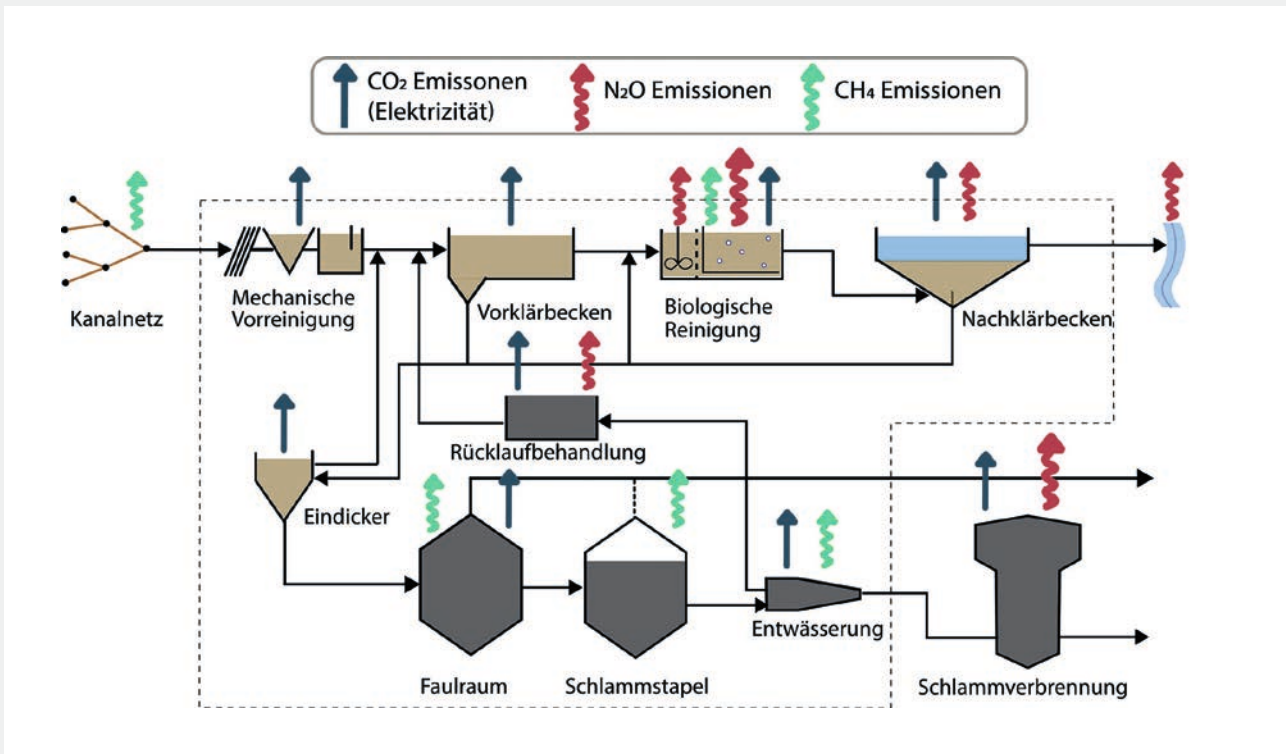 CO₂ Emissonen
(Elektrizität)
N₂O Emissionen
CH₄ Emissionen
Kanalnetz
Mechanische
Vorreinigung
Vorklärbecken
Biologische
Reinigung
Nachklärbecken
Rücklaufbehandlung
Eindicker
Faulraum
Schlammstapel
Entwässerung
Schlammverbrennung